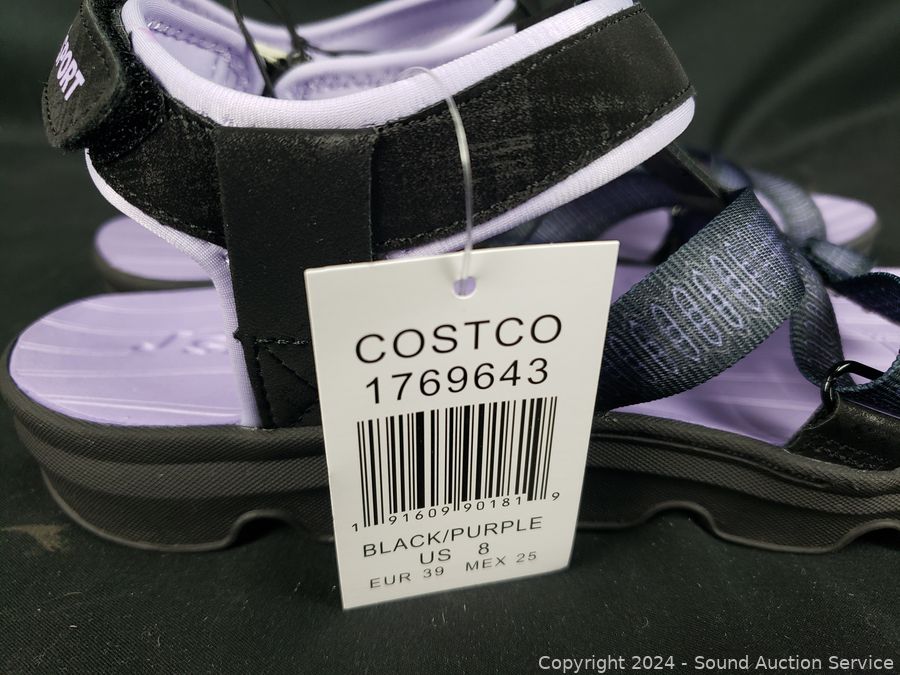 PORT
COSTCO
1769643
1 91609 90181 9
BLACK/PURPLE
US 8
EUR 39 MEX 25
Copyright © 2024 - Sound Auction Service